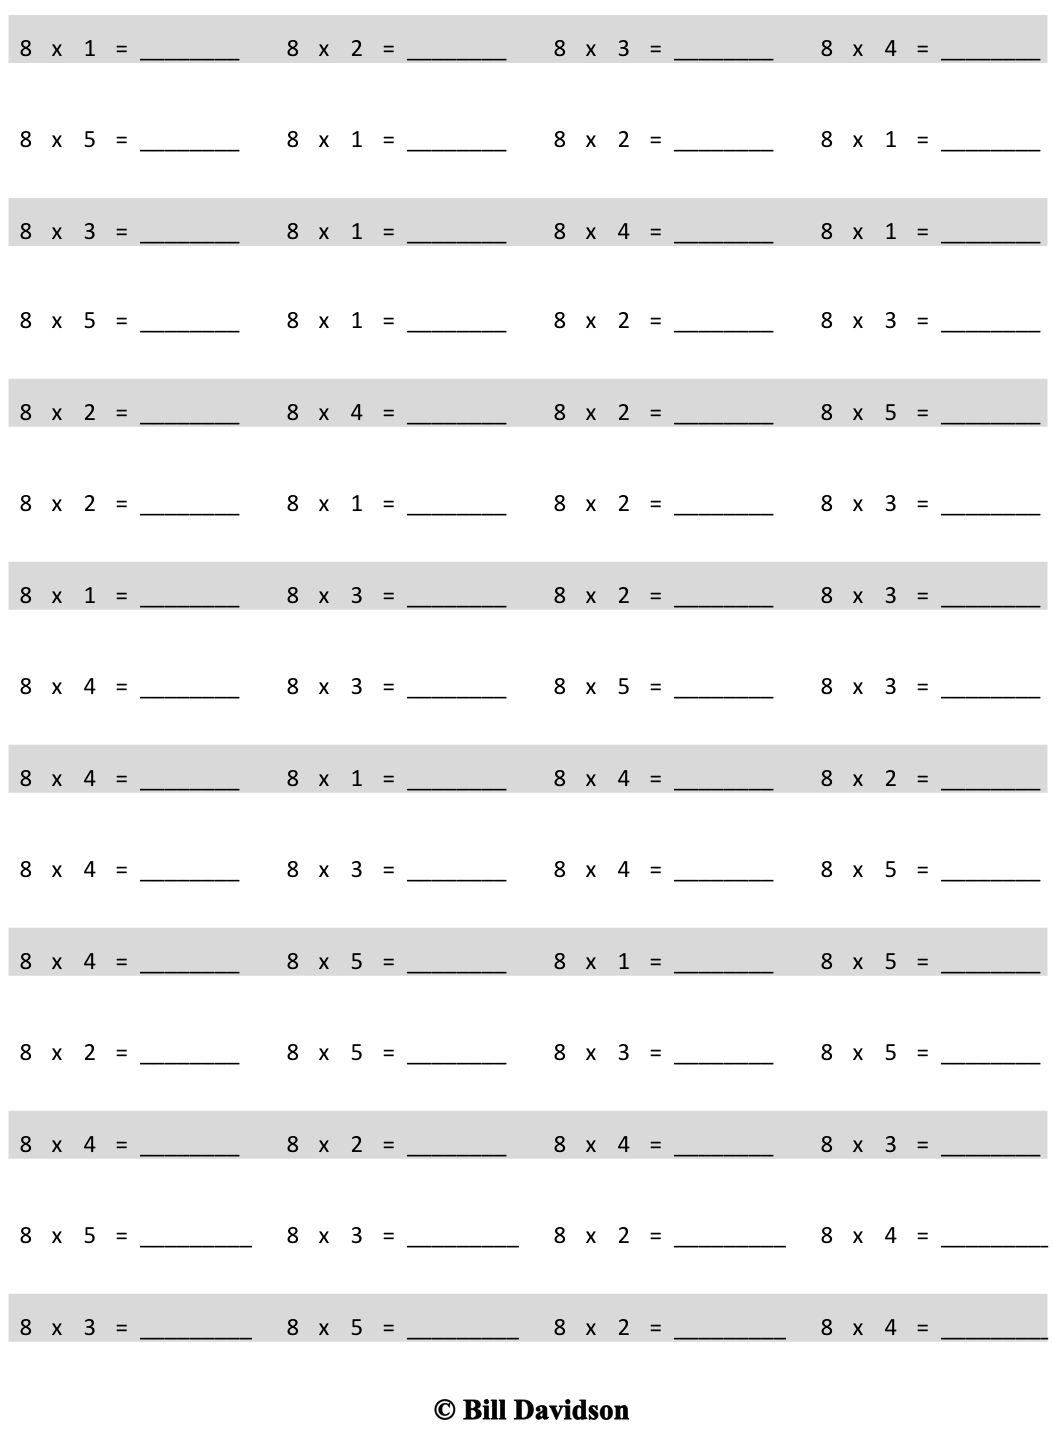 8 x 1 = ________ 8 x 2 = ________ 8 x 3 = ________ 8 x 4 = ________
8 x 5 = ________ 8 x 1 = ________ 8 x 2 = ________ 8 x 1 = ________
8 x 3 = ________ 8 x 1 = ________ 8 x 4 = ________ 8 x 1 = ________
8 x 5 = ________ 8 x 1 = ________ 8 x 2 = ________ 8 x 3 = ________
8 x 2 = ________ 8 x 4 = ________ 8 x 2 = ________ 8 x 5 = ________
8 x 2 = ________ 8 x 1 = ________ 8 x 2 = ________ 8 x 3 = ________
8 x 1 = ________ 8 x 3 = ________ 8 x 2 = ________ 8 x 3 = ________
8 x 4 = ________ 8 x 3 = ________ 8 x 5 = ________ 8 x 3 = ________
8 x 4 = ________ 8 x 1 = ________ 8 x 4 = ________ 8 x 2 = ________
8 x 4 = ________ 8 x 3 = ________ 8 x 4 = ________ 8 x 5 = ________
8 x 4 = ________ 8 x 5 = ________ 8 x 1 = ________ 8 x 5 = ________
8 x 2 = ________ 8 x 5 = ________ 8 x 3 = ________ 8 x 5 = ________
8 x 4 = ________ 8 x 2 = ________ 8 x 4 = ________ 8 x 3 = ________
8 x 5 = _________ 8 x 3 = _________ 8 x 2 = _________ 8 x 4 = _________
8 x 3 = _________ 8 x 5 = _________ 8 x 2 = _________ 8 x 4 = _________
© Bill Davidson